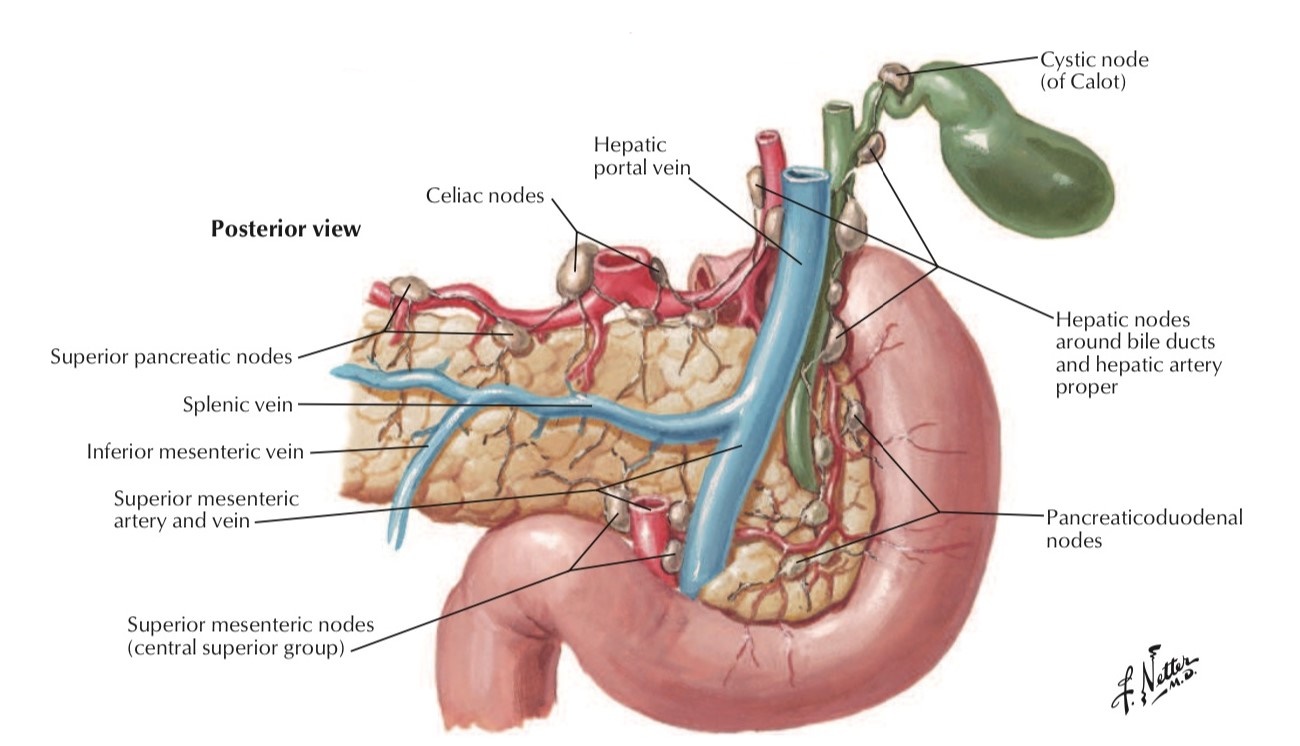 Cystic node
(of Calot)
Hepatic
portal vein
Celiac nodes
Posterior view
Hepatic nodes
around bile ducts
and hepatic artery
proper
Superior pancreatic nodes
Splenic vein
Inferior mesenteric vein
Superior mesenteric
artery and vein
Pancreaticoduodenal
nodes
Superior mesenteric nodes
(central superior group)
F. Netter
M.D.